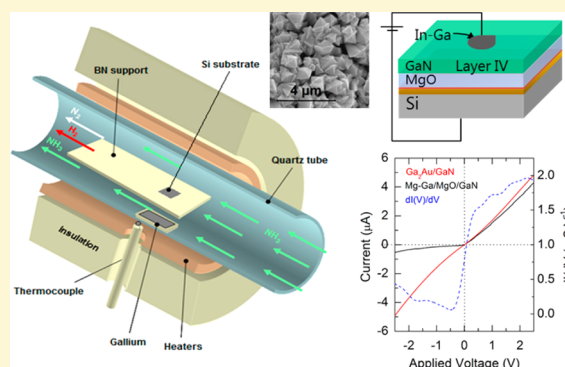 BN support
Si substrate
N₂
H₂
NH₃
Quartz tube
NH₃
Insulation
Thermocouple
Gallium
Heaters
4 μm
In-Ga
GaN Layer IV
MgO
Si
Ga₂Au/GaN
Mg-Ga/MgO/GaN
dI(V)/dV
Current (μA)
6
4
2
0
-2
-4
-6
2.0
1.5
1.0
0.5
0.0
-2
-1
0
1
2
Applied Voltage (V)